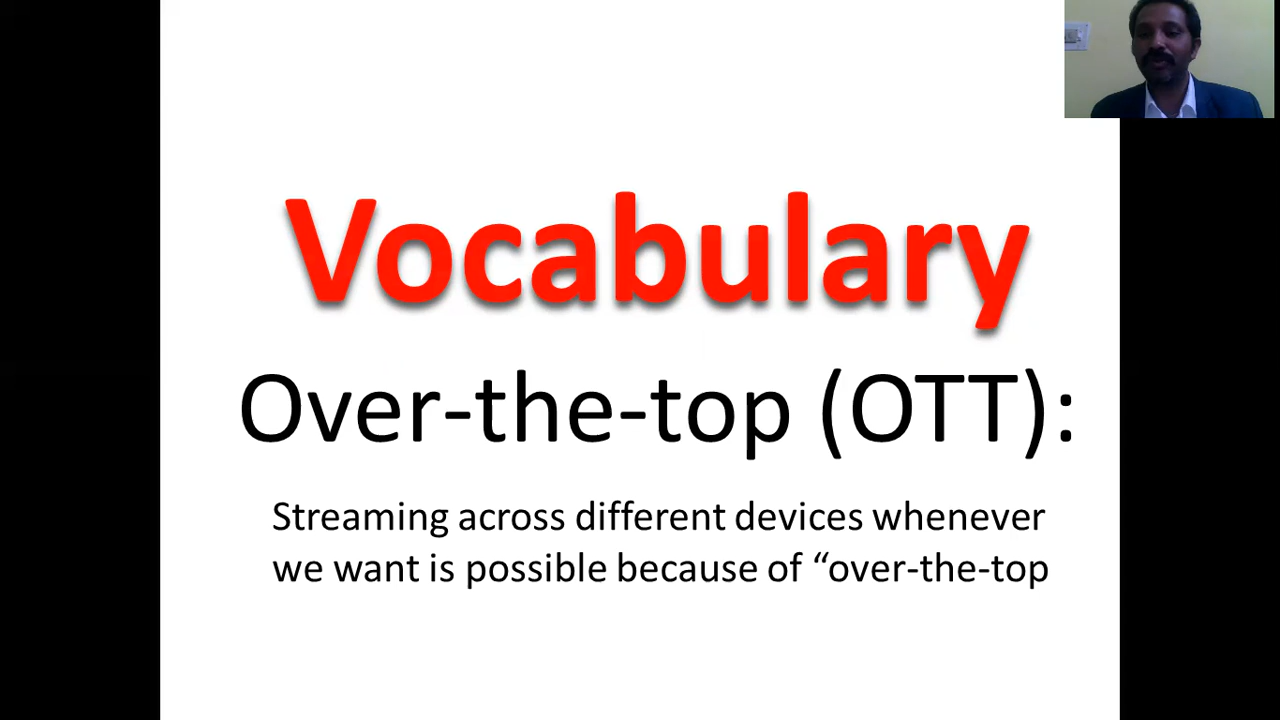 Vocabulary
Over-the-top (OTT):
Streaming across different devices whenever
we want is possible because of “over-the-top